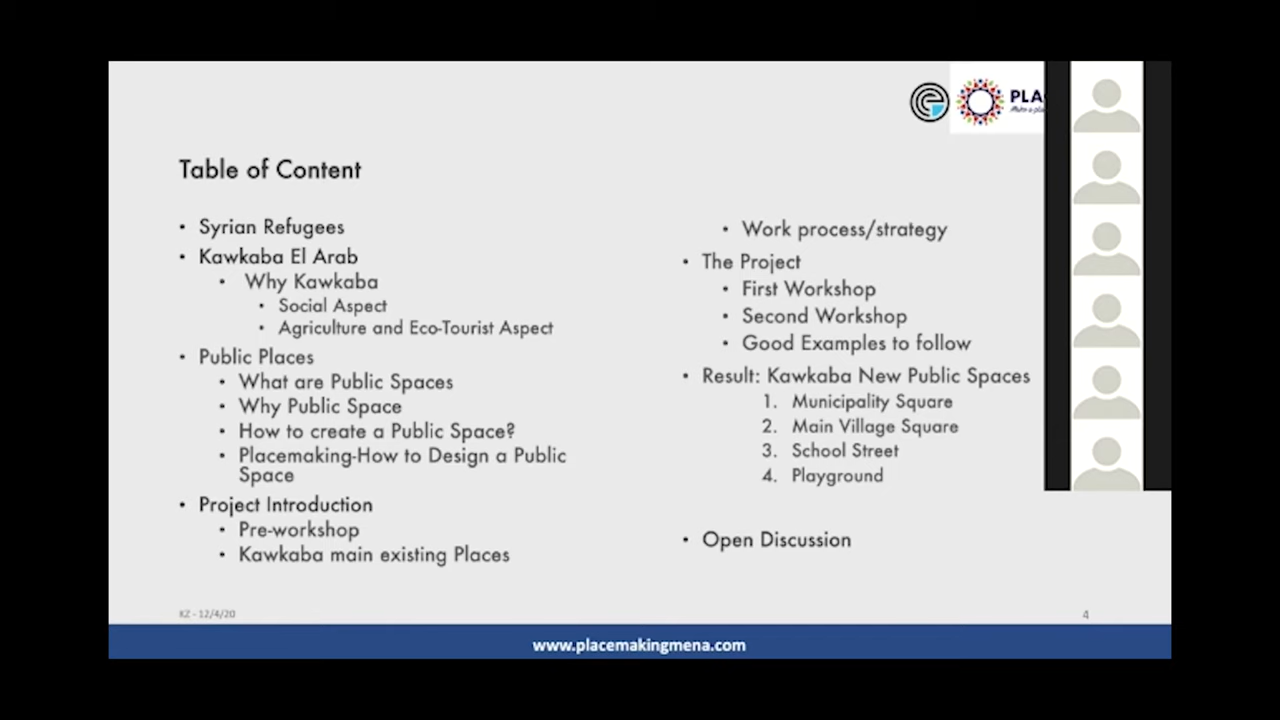 PLA
Table of Content
• Syrian Refugees
• Kawkaba El Arab
• Why Kawkaba
• Social Aspect
• Agriculture and Eco-Tourist Aspect
• Public Places
• What are Public Spaces
• Why Public Space
• How to create a Public Space?
• Placemaking-How to Design a Public
Space
• Project Introduction
• Pre-workshop
• Kawkaba main existing Places
• Work process/strategy
• The Project
• First Workshop
• Second Workshop
• Good Examples to follow
• Result: Kawkaba New Public Spaces
1. Municipality Square
2. Main Village Square
3. School Street
4. Playground
• Open Discussion
KZ - 12/4/20
4
www.placemakingmena.com